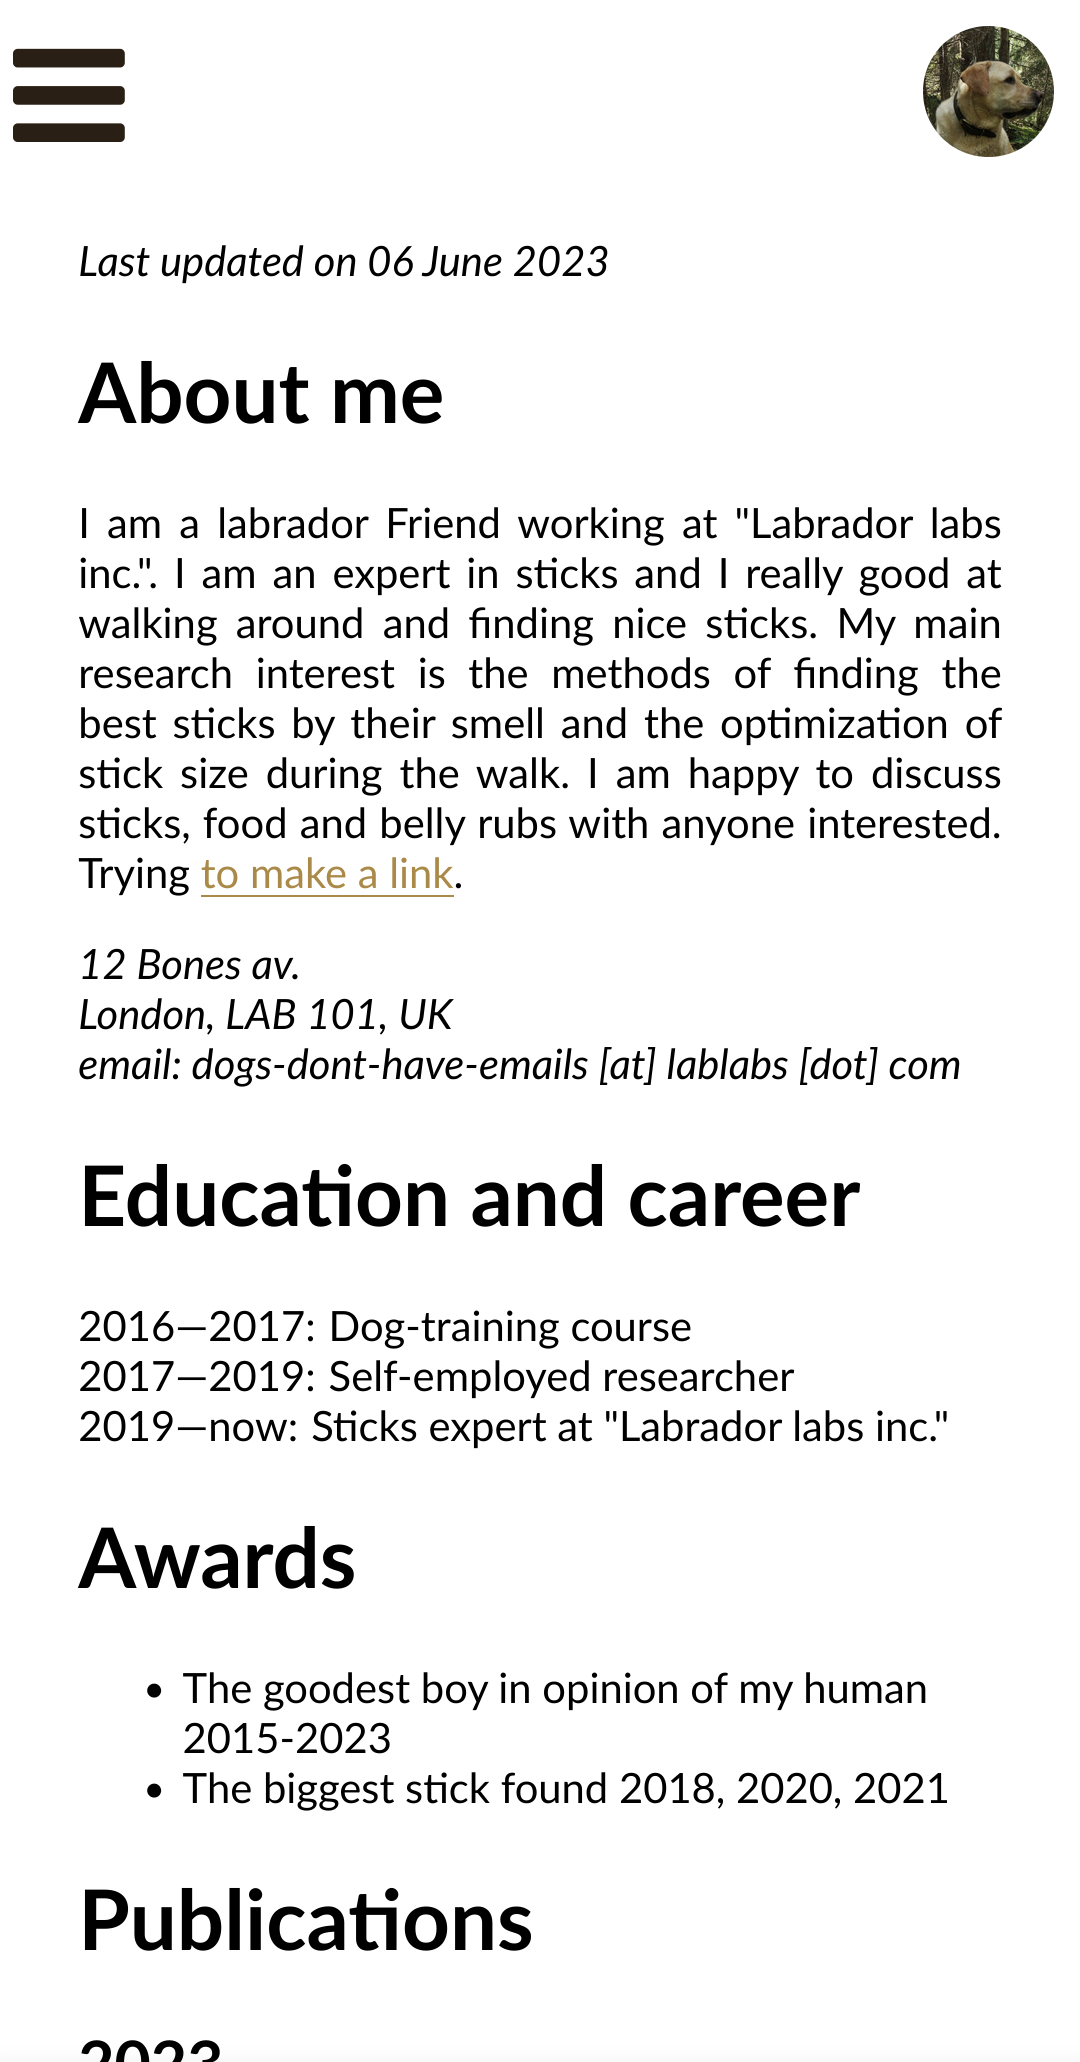 Last updated on 06 June 2023
About me
I am a labrador Friend working at "Labrador labs
inc.". I am an expert in sticks and I really good at
walking around and finding nice sticks. My main
research interest is the methods of finding the
best sticks by their smell and the optimization of
stick size during the walk. I am happy to discuss
sticks, food and belly rubs with anyone interested.
Trying to make a link.
12 Bones av.
London, LAB 101, UK
email: dogs-dont-have-emails [at] lablabs [dot] com
Education and career
2016—2017: Dog-training course
2017—2019: Self-employed researcher
2019—now: Sticks expert at "Labrador labs inc."
Awards
• The goodest boy in opinion of my human
2015-2023
• The biggest stick found 2018, 2020, 2021
Publications
2023